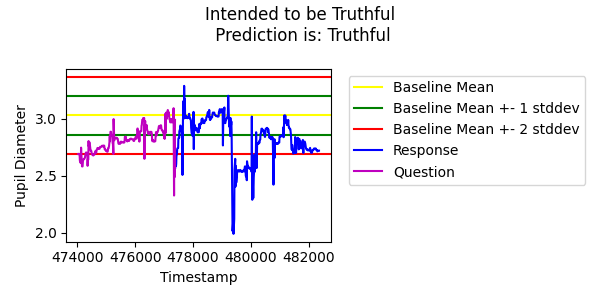 Intended to be Truthful
Prediction is: Truthful
Pupil Diameter
3.0
2.5
2.0
474000 476000 478000 480000 482000
Timestamp
Baseline Mean
Baseline Mean +- 1 stddev
Baseline Mean +- 2 stddev
Response
Question